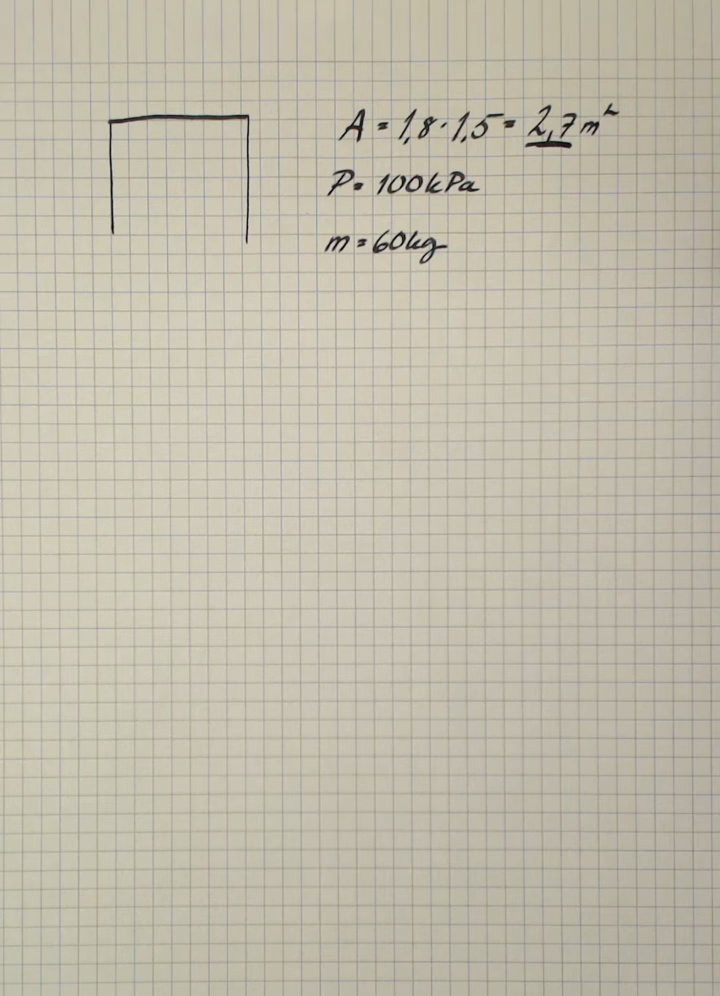 A = 1,8 · 1,5 = 2,7 m²
P = 100 kPa
m = 60 kg